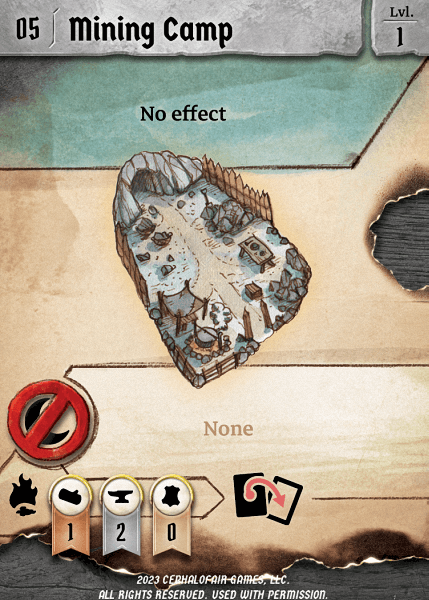 05 Mining Camp
Lvl.
1
No effect
None
1 2 0
2023 CEPHALOFAIR GAMES, LLC.
ALL RIGHTS RESERVED. USED WITH PERMISSION.